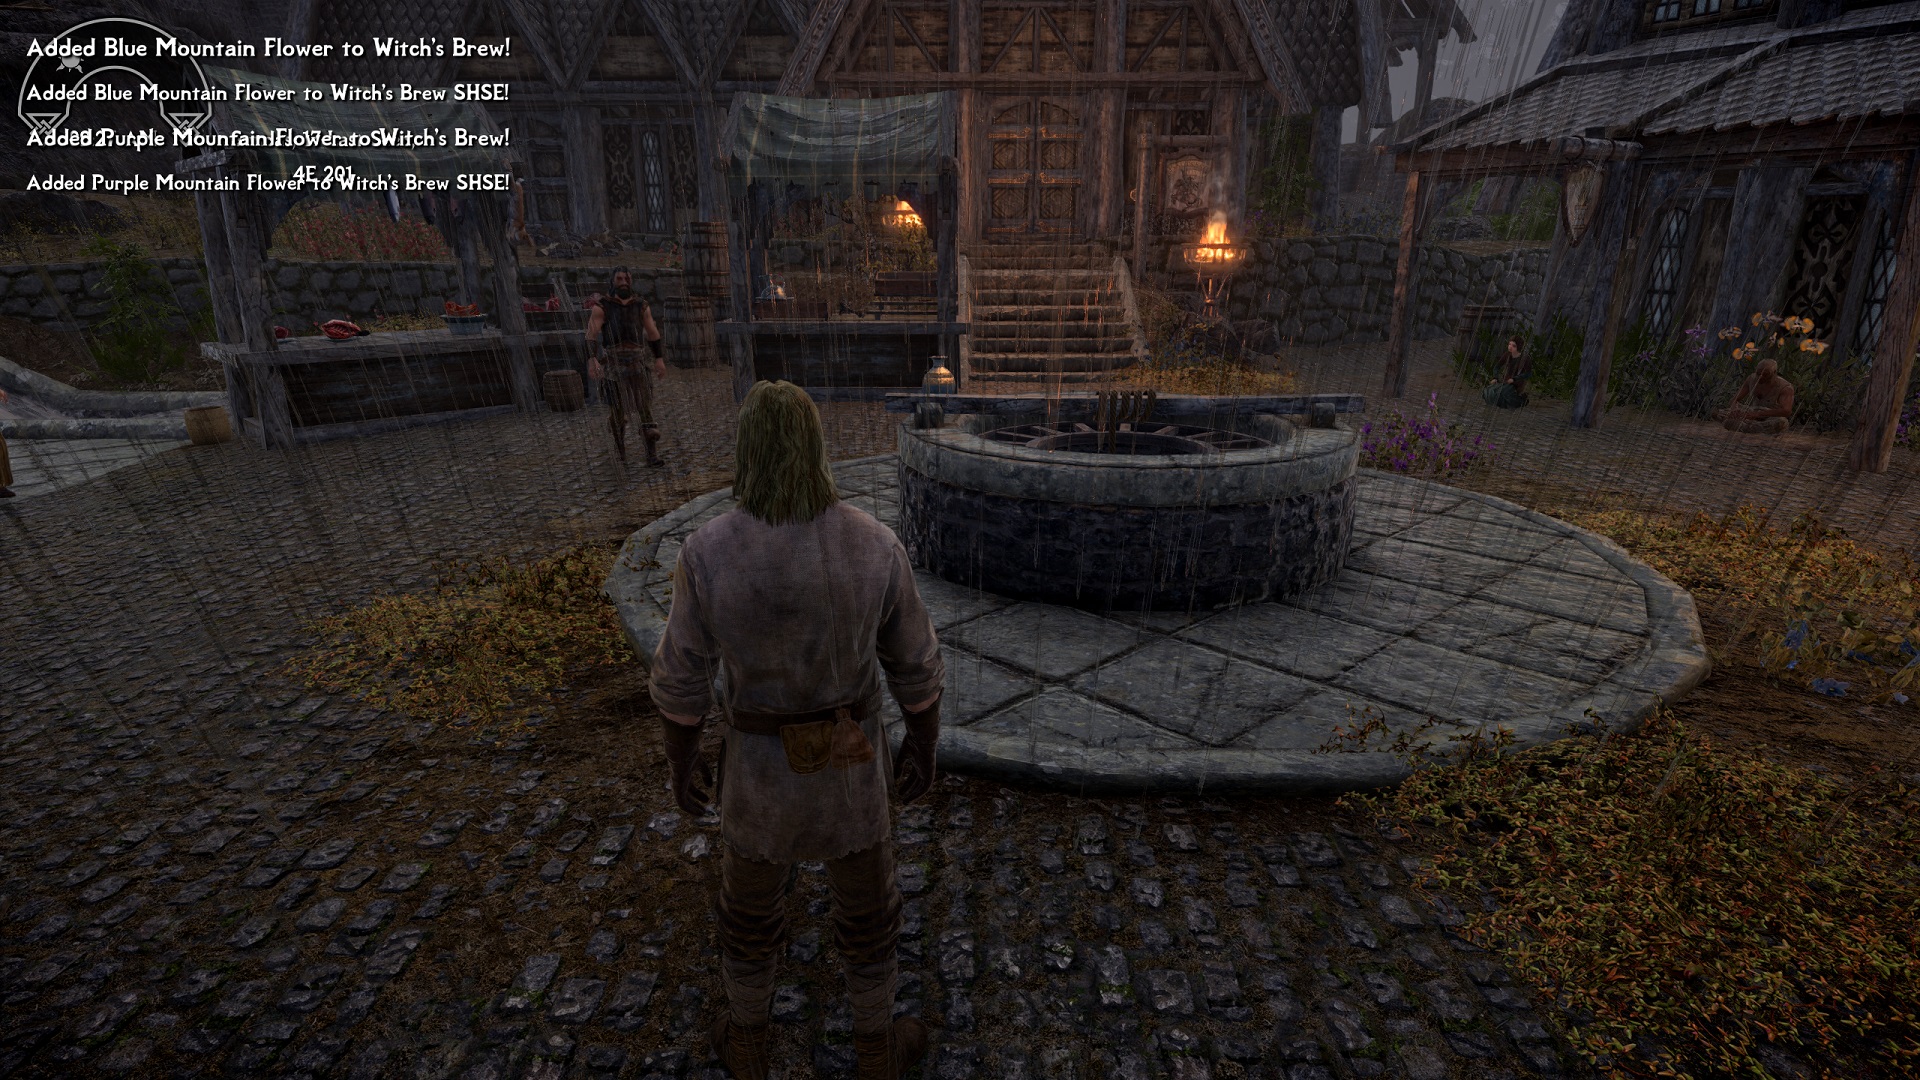 Added Blue Mountain Flower to Witch's Brew!
Added Blue Mountain Flower to Witch's Brew SHSE!
Added Purple Mountain Flower to Witch's Brew!
4E 201
Added Purple Mountain Flower to Witch's Brew SHSE!